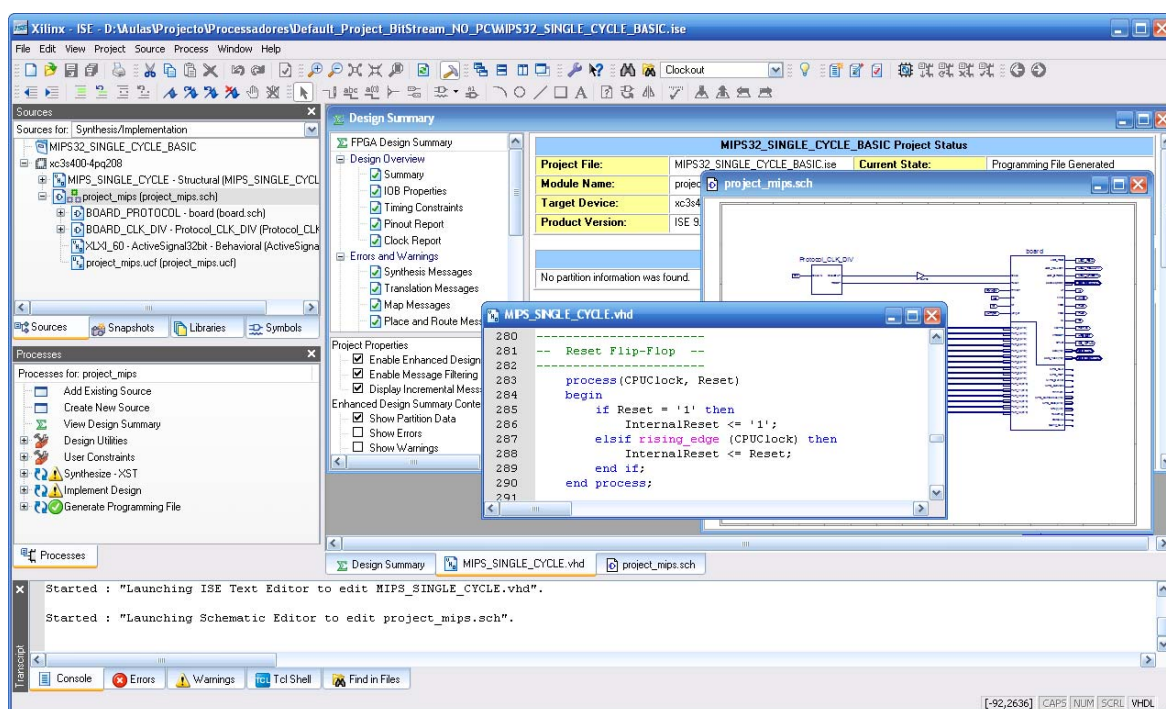 Xilinx - ISE - D:\Aulas\Projecto\Processadores\Default_Project_BitStream_NO_PC\MIPS32_SINGLE_CYCLE_BASIC.ise
File Edit View Project Source Process Window Help
Clockout
Sources
Sources for: Synthesis/Implementation
MIPS32_SINGLE_CYCLE_BASIC
xc3s400-4pq208
MIPS_SINGLE_CYCLE - Structural (MIPS_SINGLE_CYCL
project_mips (project_mips.sch)
BOARD_PROTOCOL - board (board.sch)
BOARD_CLK_DIV - Protocol_CLK_DIV (Protocol_CLK
XLXI_60 - ActiveSignal32bit - Behavioral (ActiveSigna
project_mips.ucf (project_mips.ucf)
Sources Snapshots Libraries Symbols
Processes
Processes for: project_mips
Add Existing Source
Create New Source
View Design Summary
Design Utilities
User Constraints
Synthesize - XST
Implement Design
Generate Programming File
Processes
Design Summary
FPGA Design Summary
Design Overview
Summary
IOB Properties
Timing Constraints
Pinout Report
Clock Report
Errors and Warnings
Synthesis Messages
Translation Messages
Map Messages
Place and Route Mess
Project Properties
Enable Enhanced Design
Enable Message Filtering
Display Incremental Mess
Enhanced Design Summary Conte
Show Partition Data
Show Errors
Show Warnings
MIPS32_SINGLE_CYCLE_BASIC Project Status
Project File: MIPS32_SINGLE_CYCLE_BASIC.ise Current State: Programming File Generated
Module Name: projec
Target Device: xc3s4
Product Version: ISE 9.
No partition information was found.
project_mips.sch
Protocol_CLK_DIV
board
MIPS_SINGLE_CYCLE.vhd
280 ------------------------
281 -- Reset Flip-Flop --
282 ------------------------
283 process(CPUClock, Reset)
284 begin
285 if Reset = '1' then
286 InternalReset <= '1';
287 elsif rising_edge (CPUClock) then
288 InternalReset <= Reset;
289 end if;
290 end process;
291
Design Summary MIPS_SINGLE_CYCLE.vhd project_mips.sch
Started : "Launching ISE Text Editor to edit MIPS_SINGLE_CYCLE.vhd".
Started : "Launching Schematic Editor to edit project_mips.sch".
Transcript
Console Errors Warnings Tcl Shell Find in Files
[-92,2636] CAPS NUM SCRL VHDL